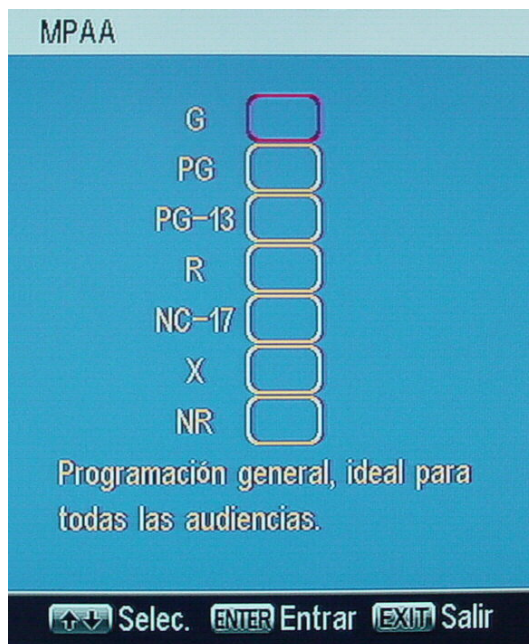 MPAA
G
PG
PG-13
R
NC-17
X
NR
Programación general, ideal para
todas las audiencias.
Selec. ENTER Entrar EXIT Salir